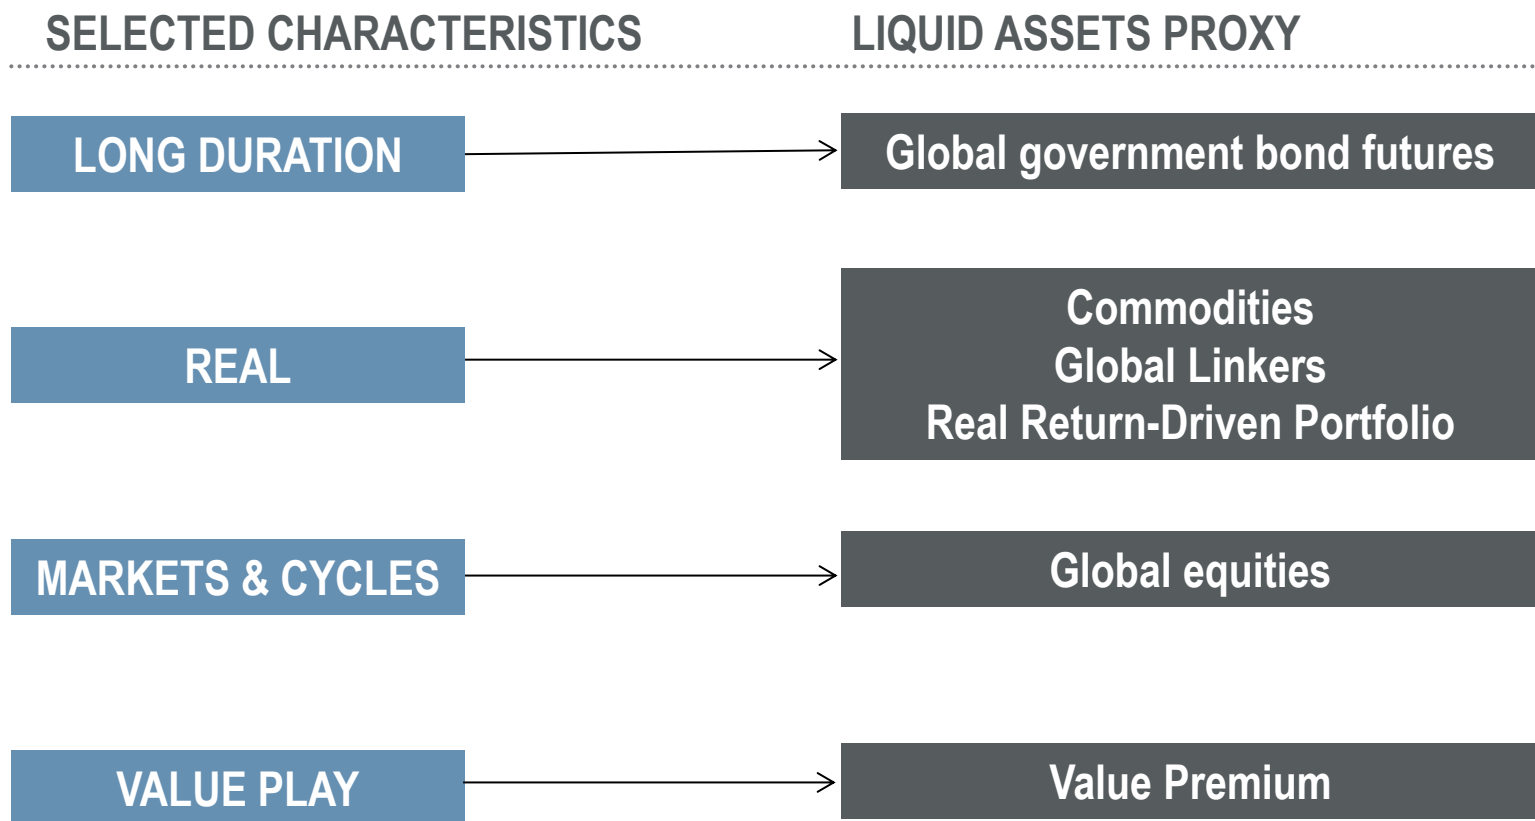 SELECTED CHARACTERISTICS
LIQUID ASSETS PROXY
LONG DURATION
Global government bond futures
REAL
Commodities
Global Linkers
Real Return-Driven Portfolio
MARKETS & CYCLES
Global equities
VALUE PLAY
Value Premium